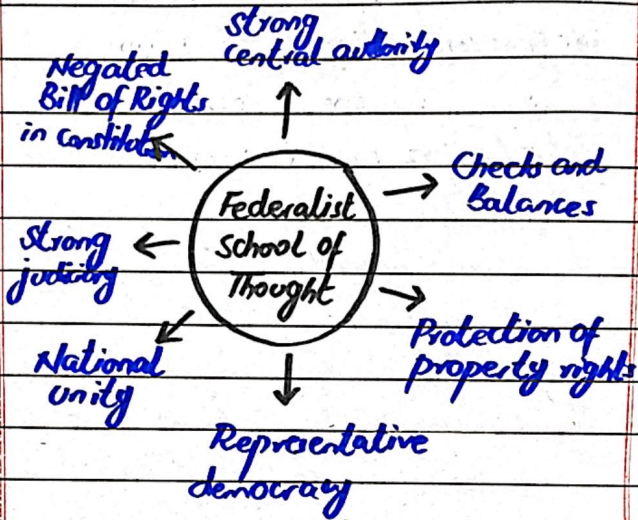 Strong
central authority
Negated
Bill of Rights
in constitution
Checks and
Balances
Federalist
School of
Thought
Strong
judiciary
Protection of
property rights
National
unity
Representative
democracy